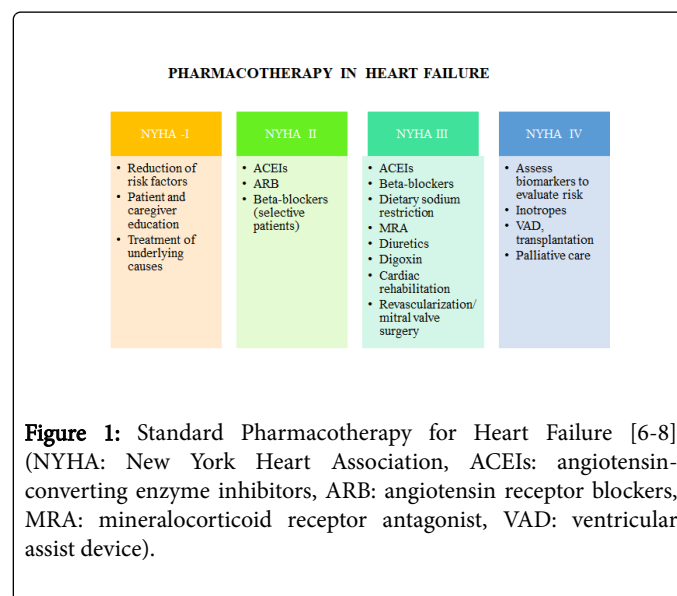 PHARMACOTHERAPY IN HEART FAILURE
NYHA -I
• Reduction of
risk factors
• Patient and
caregiver
education
• Treatment of
underlying
causes
NYHA II
• ACEIs
• ARB
• Beta-blockers
(selective
patients)
NYHA III
• ACEIs
• Beta-blockers
• Dietary sodium
restriction
• MRA
• Diuretics
• Digoxin
• Cardiac
rehabilitation
• Revascularization/
mitral valve
surgery
NYHA IV
• Assess
biomarkers to
evaluate risk
• Inotropes
• VAD,
transplantation
• Palliative care
Figure 1: Standard Pharmacotherapy for Heart Failure [6-8]
(NYHA: New York Heart Association, ACEIs: angiotensin-
converting enzyme inhibitors, ARB: angiotensin receptor blockers,
MRA: mineralocorticoid receptor antagonist, VAD: ventricular
assist device).